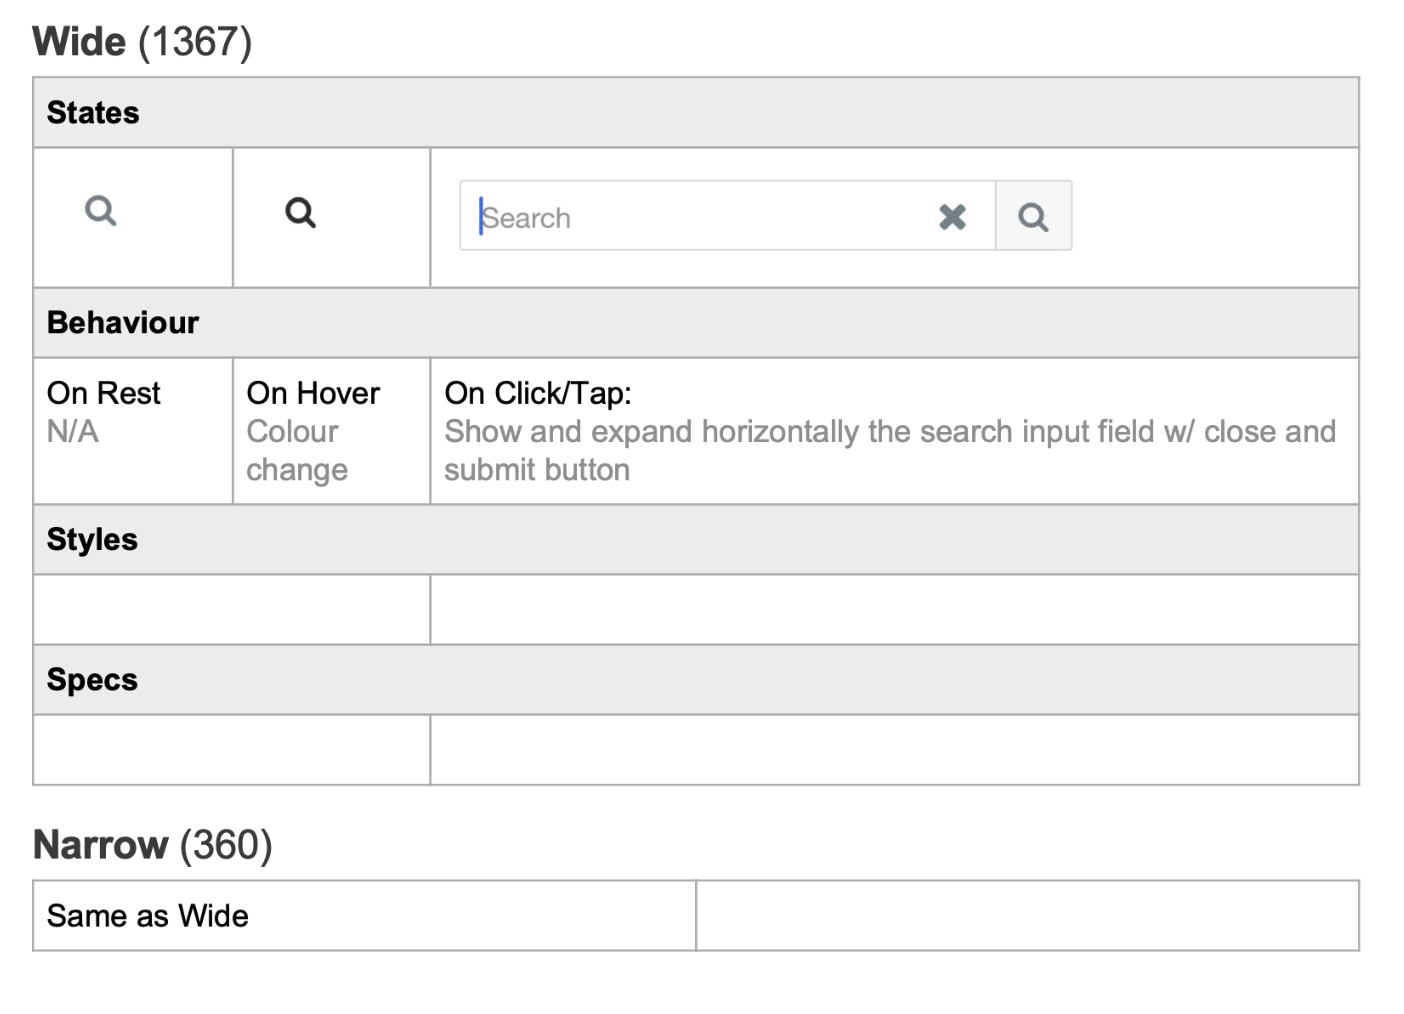 Wide (1367)
States
Search
Behaviour
On Rest
N/A
On Hover
Colour
change
On Click/Tap:
Show and expand horizontally the search input field w/ close and
submit button
Styles
Specs
Narrow (360)
Same as Wide